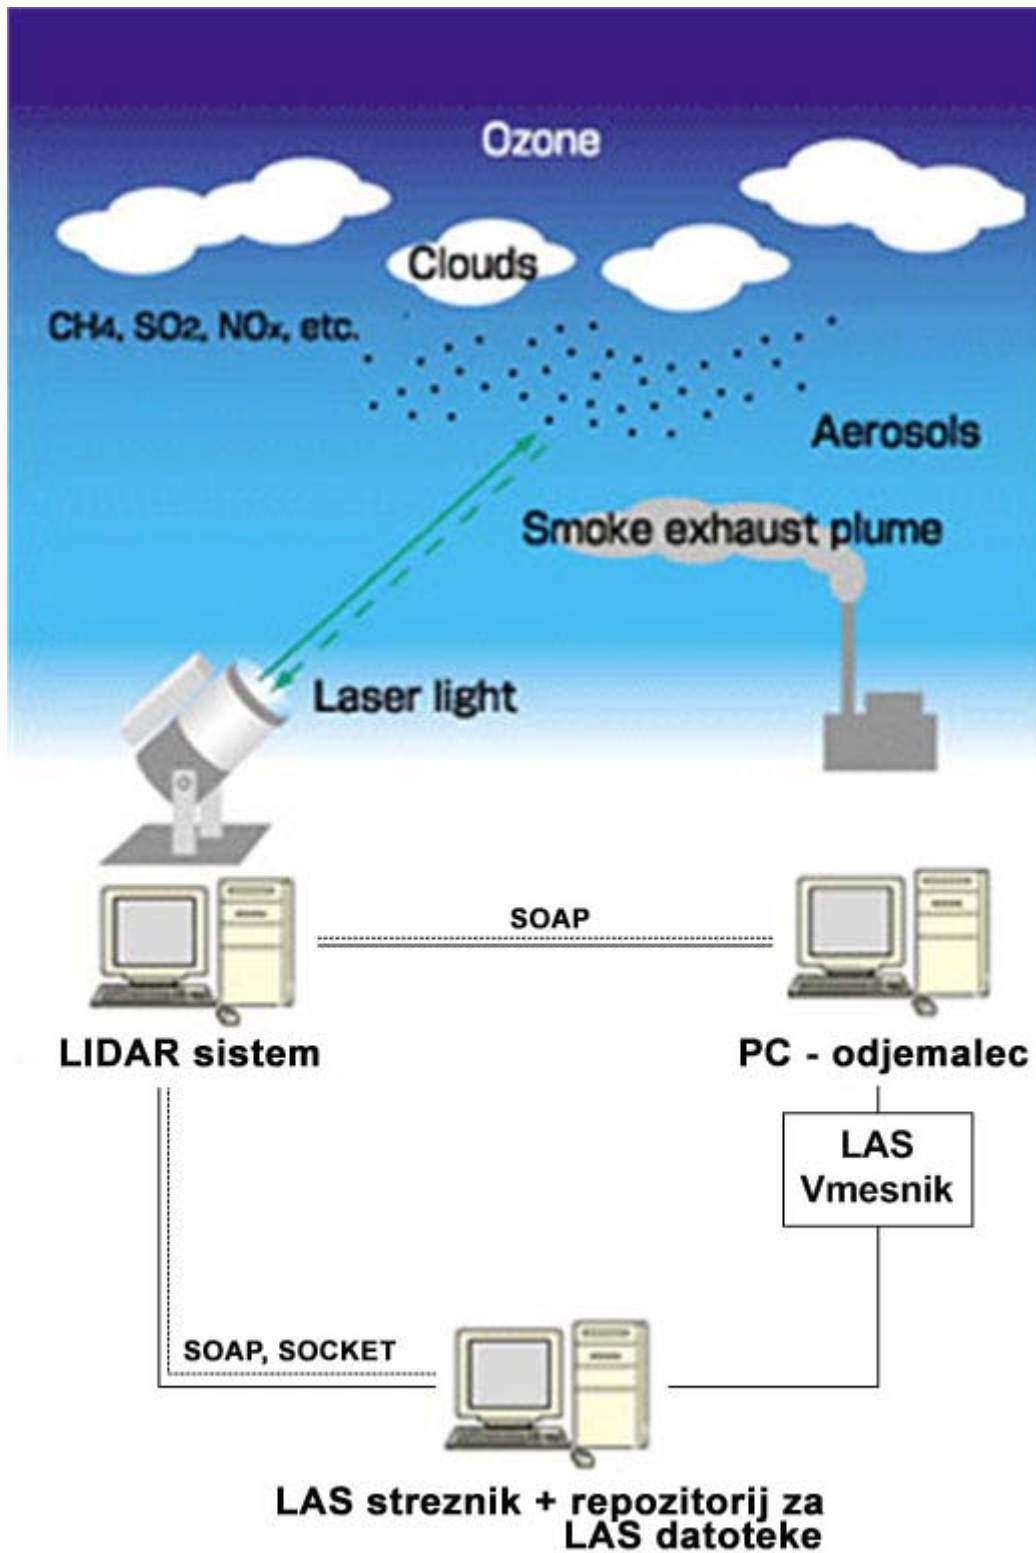 Ozone
Clouds
CH4, SO2, NOx, etc.
Aerosols
Smoke exhaust plume
Laser light
SOAP
LIDAR sistem
PC - odjemalec
LAS
Vmesnik
SOAP, SOCKET
LAS streznik + repozitorij za
LAS datoteke